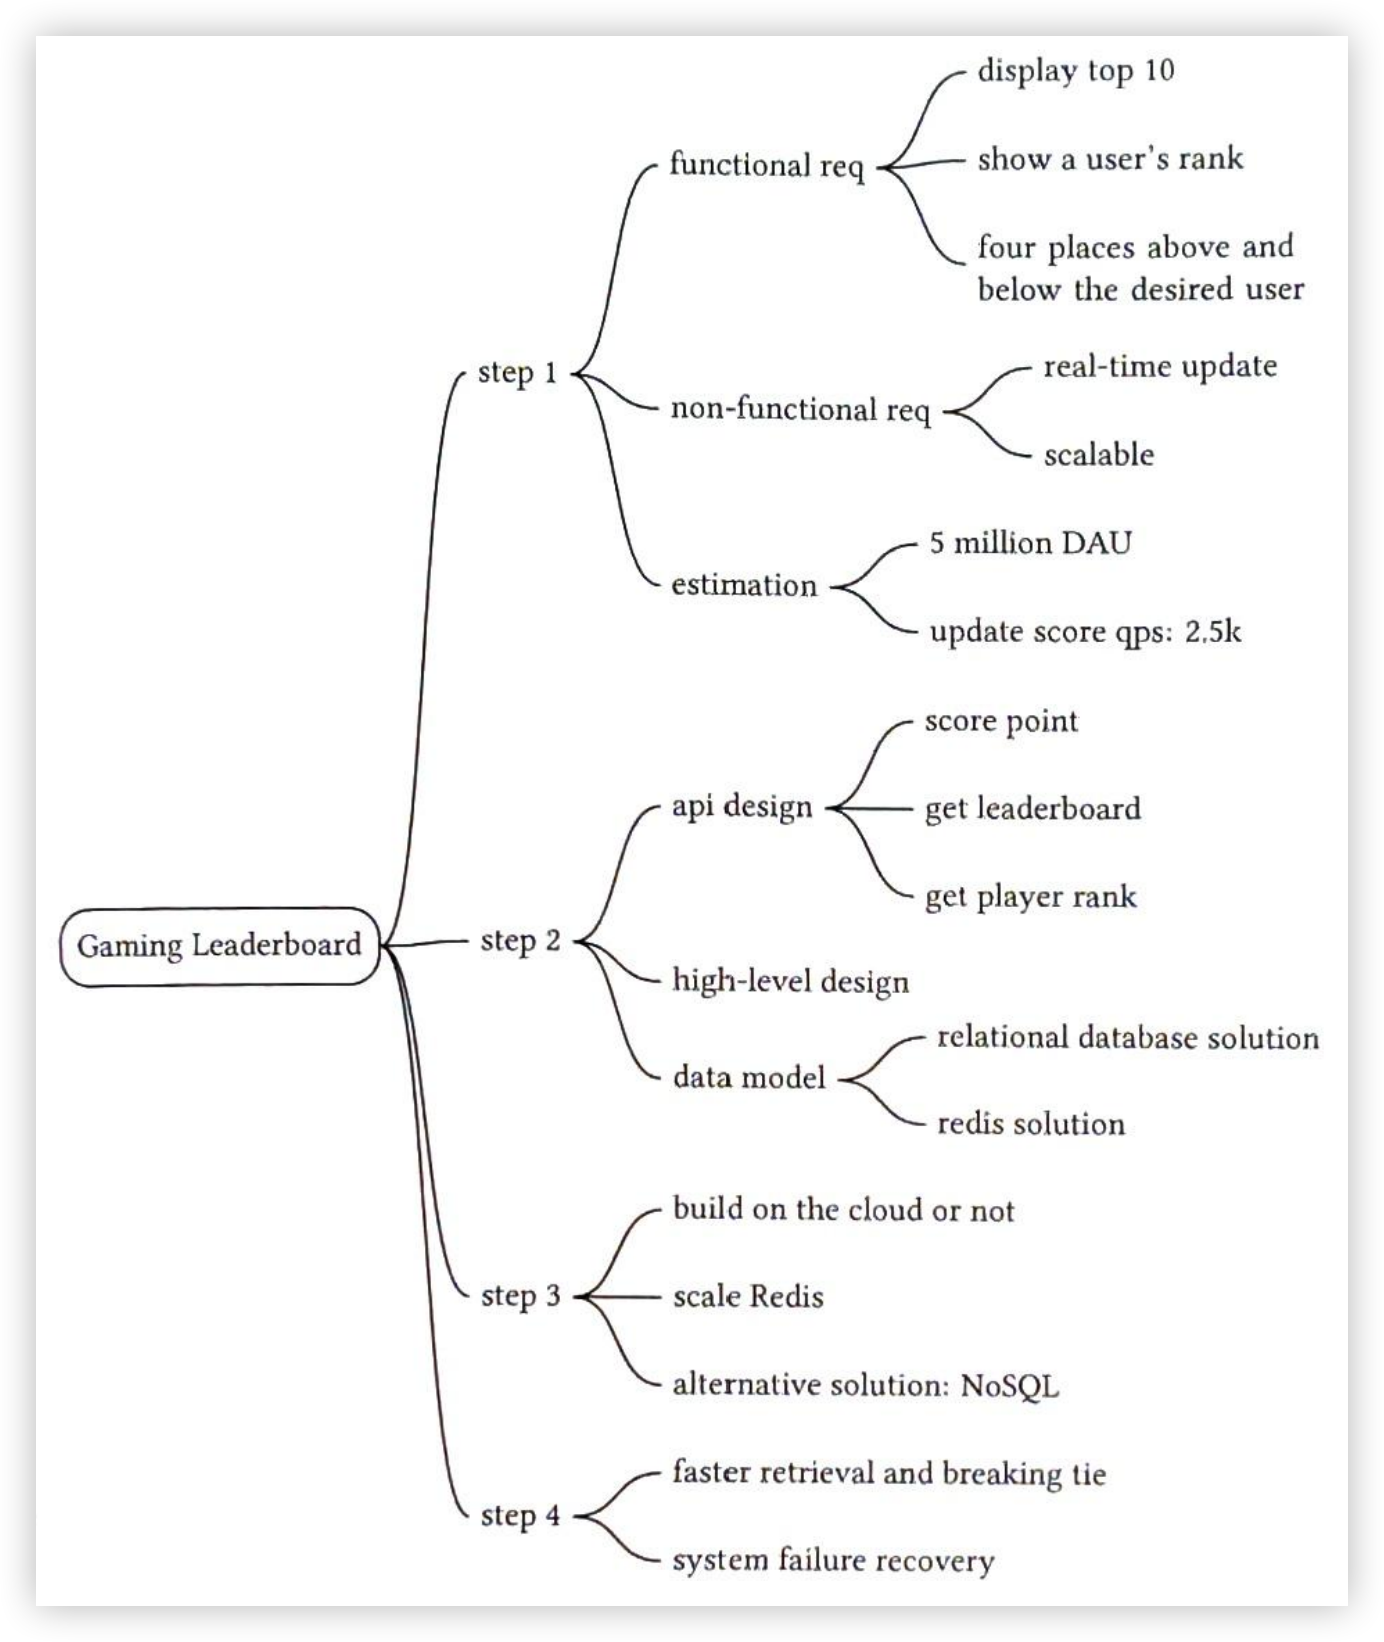 Gaming Leaderboard
step 1
functional req
display top 10
show a user's rank
four places above and
below the desired user
non-functional req
real-time update
scalable
estimation
5 million DAU
update score qps: 2.5k
step 2
api design
score point
get leaderboard
get player rank
high-level design
data model
relational database solution
redis solution
step 3
build on the cloud or not
scale Redis
alternative solution: NoSQL
step 4
faster retrieval and breaking tie
system failure recovery